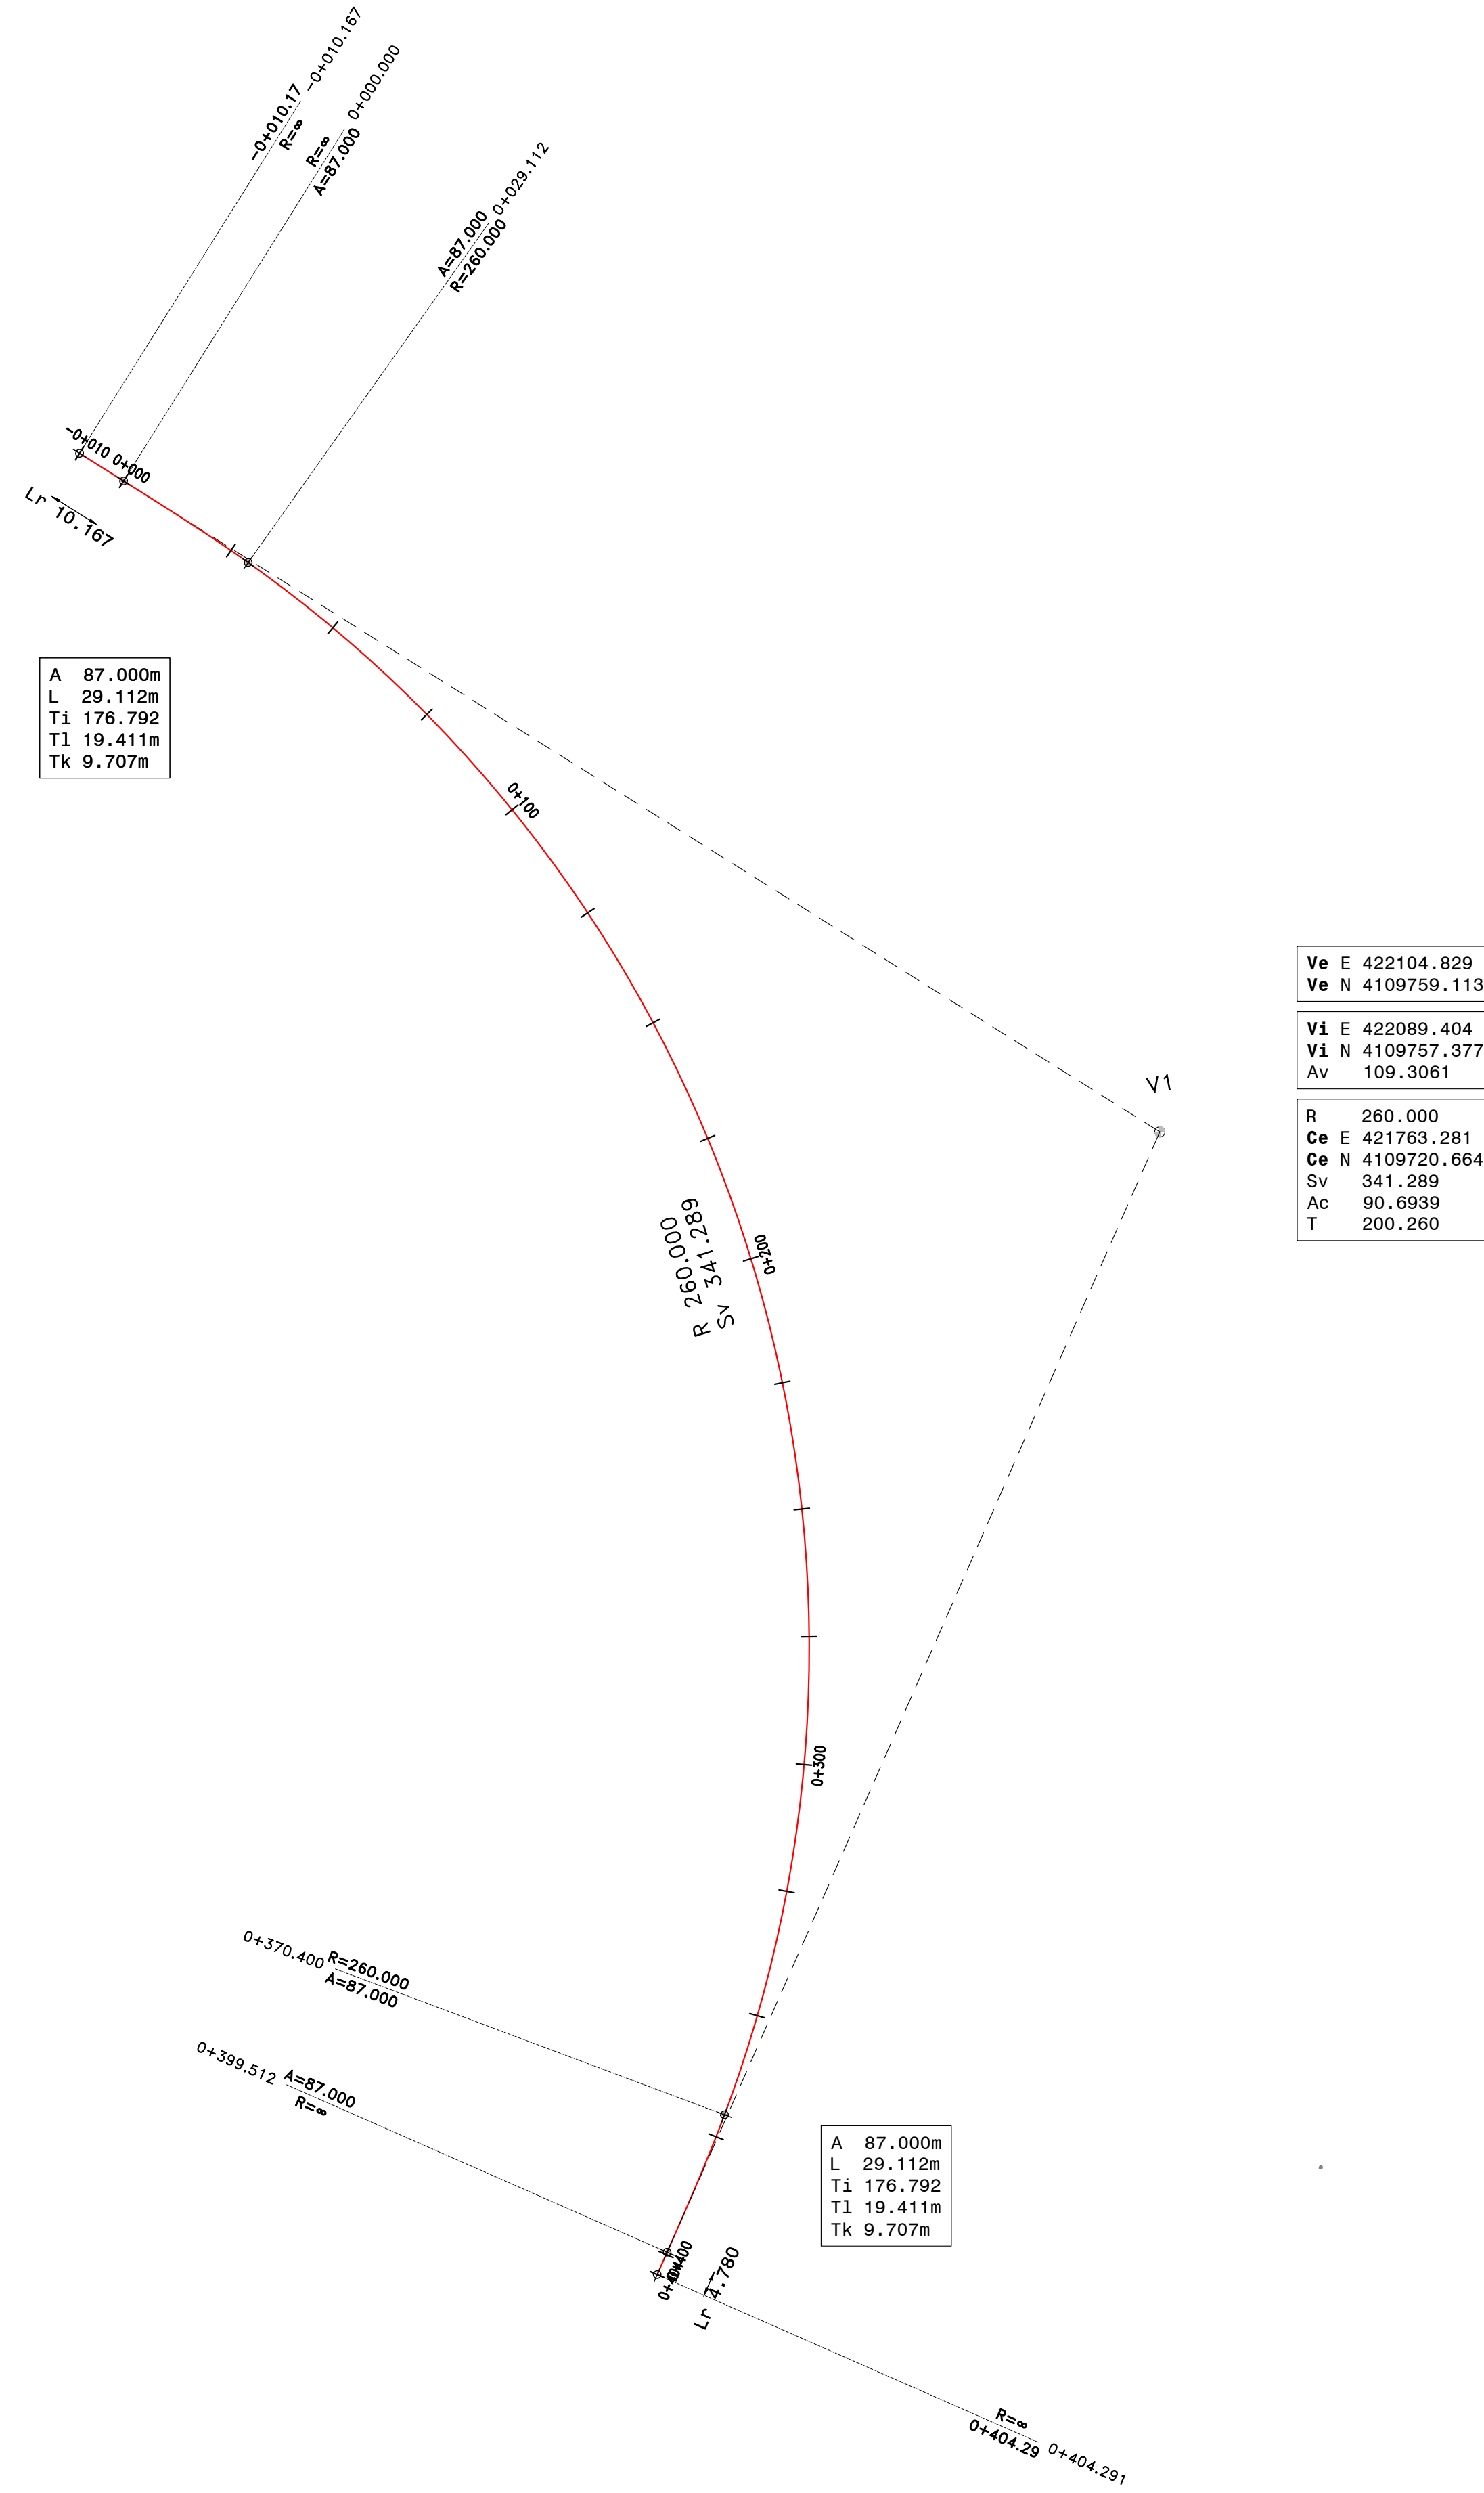 -0+010.167
-0+010.17
R=∞
0+000.000
R=∞
A=87.000
0+029.112
A=87.000
R=260.000
-0+010
0+000
Lr 10.167
A 87.000m
L 29.112m
Ti 176.792
Tl 19.411m
Tk 9.707m
0+100
Ve E 422104.829
Ve N 4109759.113
Vi E 422089.404
Vi N 4109757.377
Av 109.3061
V1
R 260.000
Ce E 421763.281
Ce N 4109720.664
Sv 341.289
Ac 90.6939
T 200.260
R 260.000
Sv 341.289
0+200
0+300
0+370.400
R=260.000
A=87.000
0+399.512
A=87.000
R=∞
A 87.000m
L 29.112m
Ti 176.792
Tl 19.411m
Tk 9.707m
Lr 4.780
R=∞
0+404.29
0+404.291